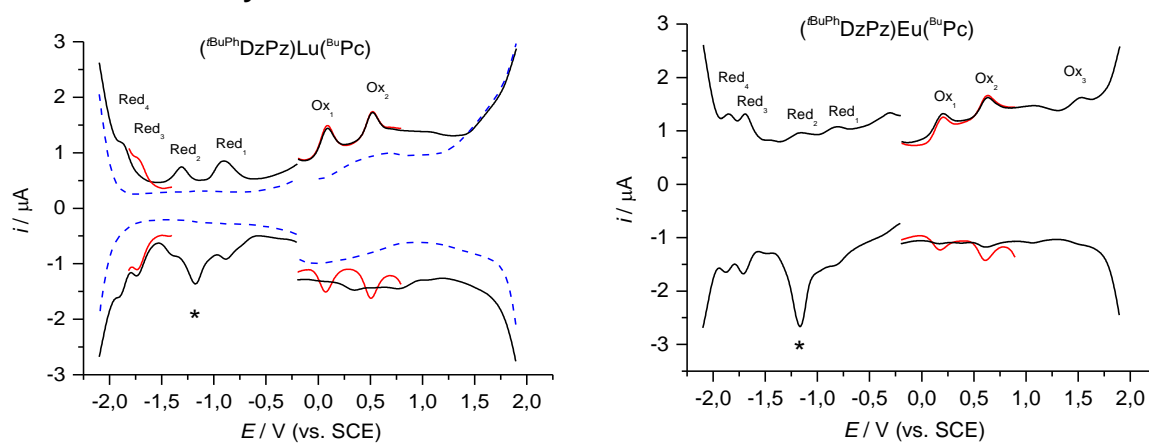 (tBuPhDzPz)Lu(BuPc)
3
2
1
0
-1
-2
-3
i / μA
Red4
Red3
Red2
Red1
Ox1
Ox2
*
-2,0 -1,5 -1,0 -0,5 0,0 0,5 1,0 1,5 2,0
E / V (vs. SCE)
(tBuPhDzPz)Eu(BuPc)
3
2
1
0
-1
-2
-3
i / μA
Red4
Red3
Red2
Red1
Ox1
Ox2
Ox3
*
-2,0 -1,5 -1,0 -0,5 0,0 0,5 1,0 1,5 2,0
E / V (vs. SCE)